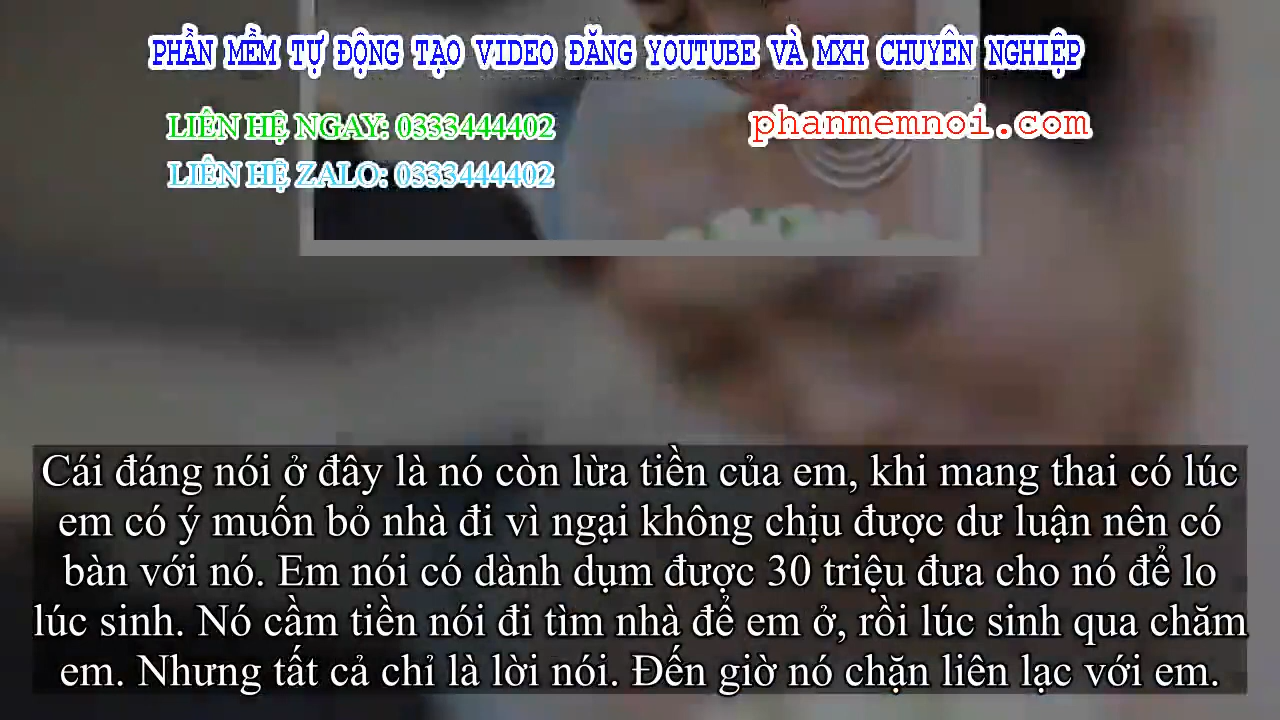 PHẦN MỀM TỰ ĐỘNG TẠO VIDEO ĐĂNG YOUTUBE VÀ MXH CHUYÊN NGHIỆP
LIÊN HỆ NGAY: 0333444402
phanmemnoi.com
LIÊN HỆ ZALO: 0333444402
Cái đáng nói ở đây là nó còn lừa tiền của em, khi mang thai có lúc
em có ý muốn bỏ nhà đi vì ngại không chịu được dư luận nên có
bàn với nó. Em nói có dành dụm được 30 triệu đưa cho nó để lo
lúc sinh. Nó cầm tiền nói đi tìm nhà để em ở, rồi lúc sinh qua chăm
em. Nhưng tất cả chỉ là lời nói. Đến giờ nó chặn liên lạc với em.